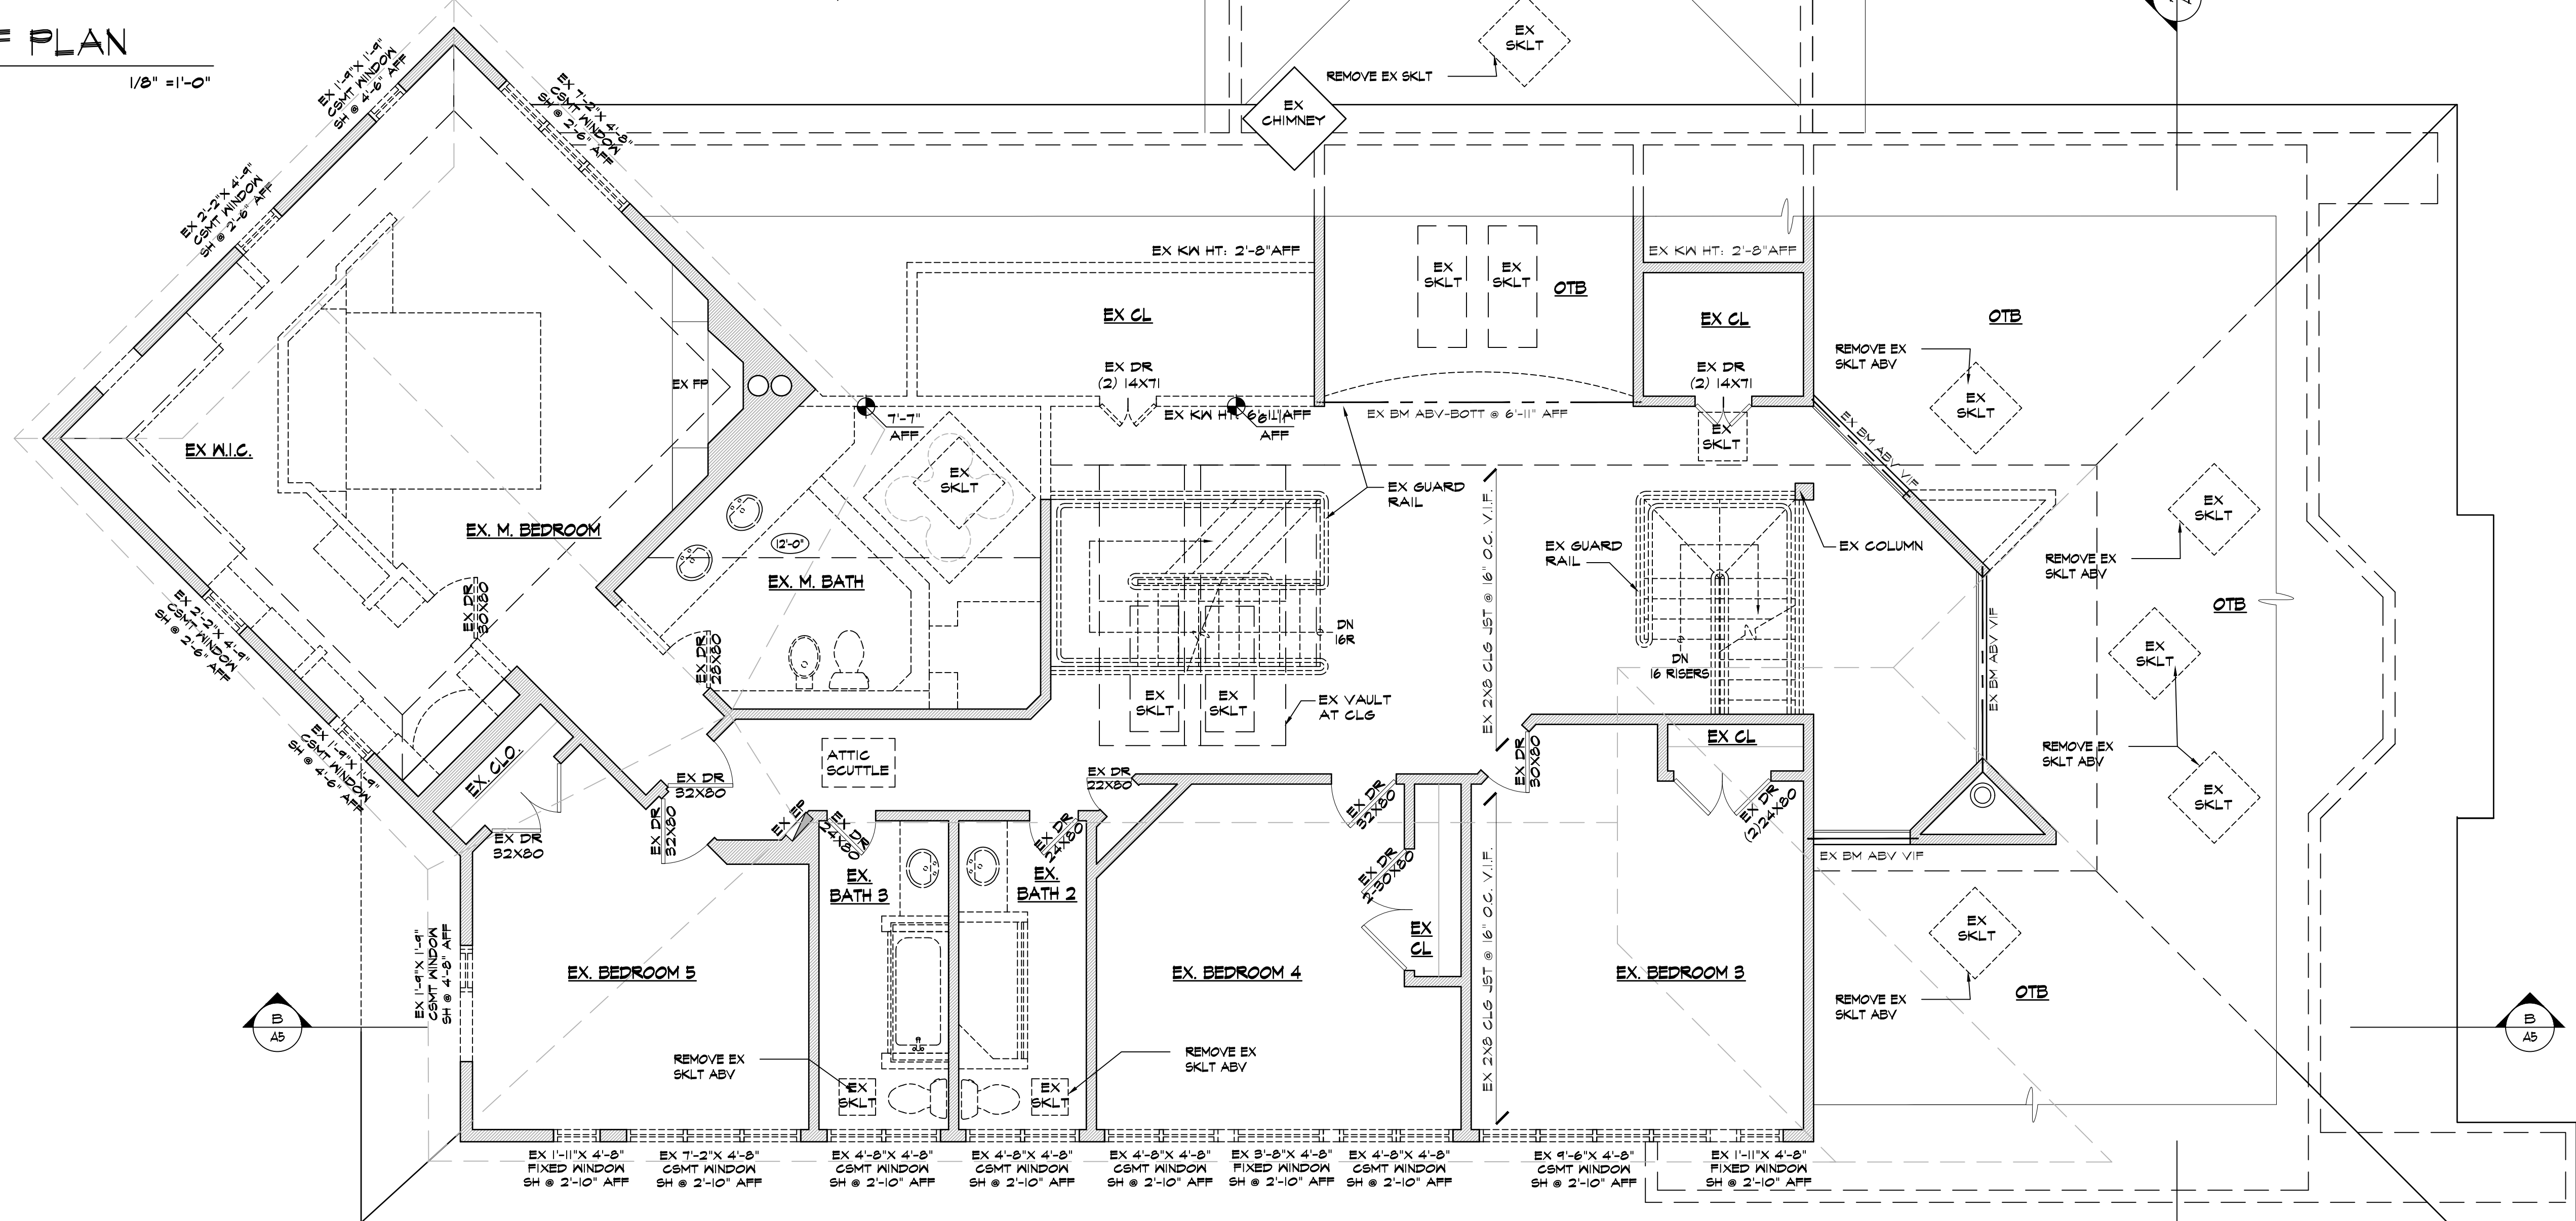 F PLAN
1/8" =1'-0"
EX 1'-9"X 1'-9"
CSMT WINDOW
SH @ 4'-6" AFF
EX 7'-2"X 4'-8"
CSMT WINDOW
SH @ 2'-6" AFF
EX
SKLT
REMOVE EX SKLT
EX
CHIMNEY
EX 2'-2"X 4'-9"
CSMT WINDOW
SH @ 2'-6" AFF
EX KW HT: 2'-8"AFF
EX KW HT: 2'-8"AFF
EX
SKLT
EX
SKLT
OTB
EX CL
EX CL
OTB
REMOVE EX
SKLT ABV
EX
SKLT
EX DR
(2) 14X71
EX DR
(2) 14X71
EX FP
7'-7"
AFF
EX KW HT: 6'-11"AFF
6'-11"
AFF
EX BM ABV-BOTT @ 6'-11" AFF
EX
SKLT
EX BM ABV VIF
EX W.I.C.
EX
SKLT
EX GUARD
RAIL
EX 2X8 CLG JST @ 16" O.C. V.I.F.
EX
SKLT
EX. M. BEDROOM
12'-0"
EX. M. BATH
EX GUARD
RAIL
EX COLUMN
REMOVE EX
SKLT ABV
OTB
EX DR
30X80
EX 2'-2"X 4'-9"
CSMT WINDOW
SH @ 2'-6" AFF
EX DR
28X80
DN
16R
DN
16 RISERS
EX BM ABV VIF
EX
SKLT
EX
SKLT
EX
SKLT
EX VAULT
AT CLG
EX 1'-9"X 1'-9"
CSMT WINDOW
SH @ 4'-6" AFF
EX. CLO.
ATTIC
SCUTTLE
EX DR
32X80
EX DR
22X80
EX DR
30X80
EX CL
REMOVE EX
SKLT ABV
EX
SKLT
EX DR
32X80
EX DR
32X80
EX EP
EX DR
24X80
EX DR
24X80
EX DR
32X80
EX DR
(2)24X80
EX BM ABV VIF
EX.
BATH 3
EX.
BATH 2
EX DR
2-30X80
EX
CL
EX 2X8 CLG JST @ 16" O.C. V.I.F.
EX
SKLT
EX 1'-9"X 1'-9"
CSMT WINDOW
SH @ 4'-8" AFF
EX. BEDROOM 5
EX. BEDROOM 4
EX. BEDROOM 3
REMOVE EX
SKLT ABV
OTB
B
A5
B
A5
REMOVE EX
SKLT ABV
REMOVE EX
SKLT ABV
EX
SKLT
EX
SKLT
EX 1'-11"X 4'-8"
FIXED WINDOW
SH @ 2'-10" AFF
EX 7'-2"X 4'-8"
CSMT WINDOW
SH @ 2'-10" AFF
EX 4'-8"X 4'-8"
CSMT WINDOW
SH @ 2'-10" AFF
EX 4'-8"X 4'-8"
CSMT WINDOW
SH @ 2'-10" AFF
EX 4'-8"X 4'-8"
CSMT WINDOW
SH @ 2'-10" AFF
EX 3'-8"X 4'-8"
FIXED WINDOW
SH @ 2'-10" AFF
EX 4'-8"X 4'-8"
CSMT WINDOW
SH @ 2'-10" AFF
EX 9'-6"X 4'-8"
CSMT WINDOW
SH @ 2'-10" AFF
EX 1'-11"X 4'-8"
FIXED WINDOW
SH @ 2'-10" AFF